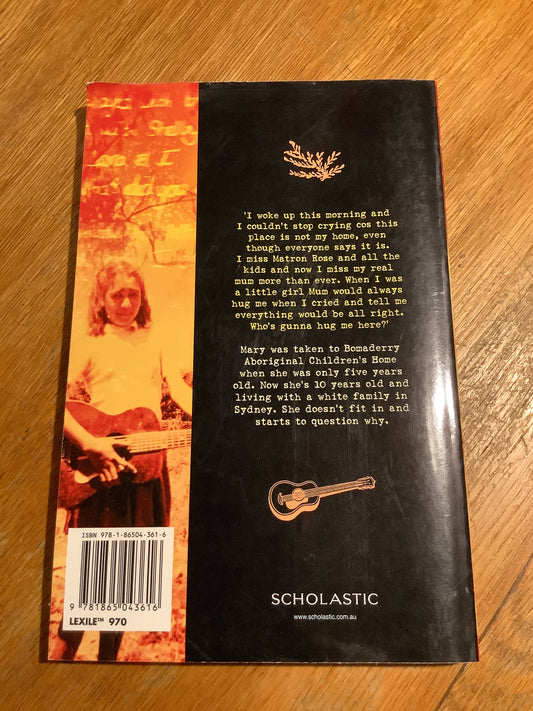 'I woke up this morning and
I couldn't stop crying cos this
place is not my home, even
though everyone says it is.
I miss Matron Rose and all the
kids and now I miss my real
mum more than ever. When I was
a little girl Mum would always
hug me when I cried and tell me
everything would be all right.
Who's gunna hug me here?'
Mary was taken to Bomaderry
Aboriginal Children's Home
when she was only five years
old. Now she's 10 years old and
living with a white family in
Sydney. She doesn't fit in and
starts to question why.
ISBN 978-1-86504-361-6
9 781865 043616
LEXILE™ 970
SCHOLASTIC
www.scholastic.com.au